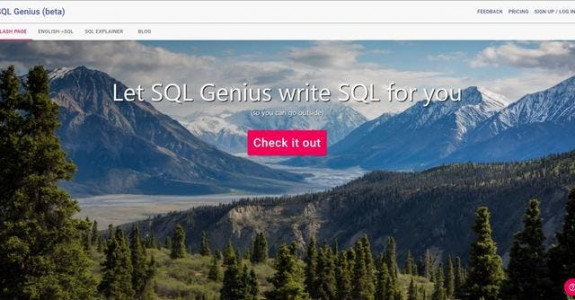 SQL Genius (beta)
FEEDBACK PRICING SIGN UP / LOG IN
LASH PAGE ENGLISH->SQL SQL EXPLAINER BLOG
Let SQL Genius write SQL for you
so you can go outside
Check it out